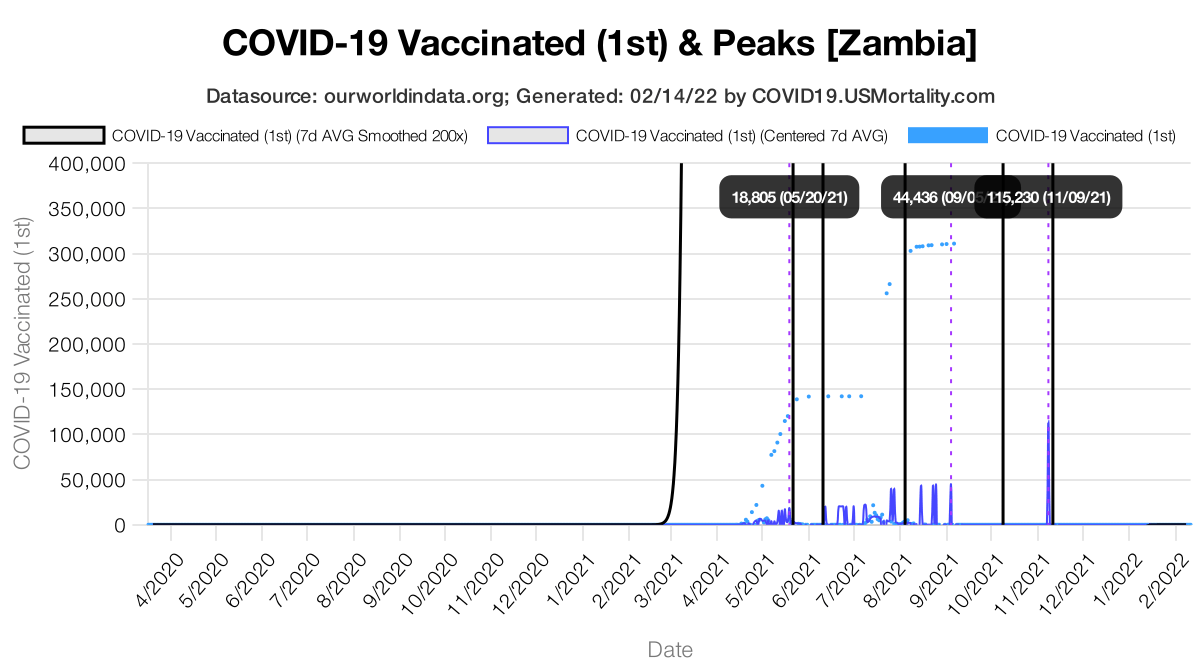 COVID-19 Vaccinated (1st) & Peaks [Zambia]
Datasource: ourworldindata.org; Generated: 02/14/22 by COVID19.USMortality.com
COVID-19 Vaccinated (1st) (7d AVG Smoothed 200x) COVID-19 Vaccinated (1st) (Centered 7d AVG) COVID-19 Vaccinated (1st)
COVID-19 Vaccinated (1st)
400,000
350,000
300,000
250,000
200,000
150,000
100,000
50,000
0
18,805 (05/20/21) 44,436 (09/0 115,230 (11/09/21)
4/2020 5/2020 6/2020 7/2020 8/2020 9/2020 10/2020 11/2020 12/2020 1/2021 2/2021 3/2021 4/2021 5/2021 6/2021 7/2021 8/2021 9/2021 10/2021 11/2021 12/2021 1/2022 2/2022
Date